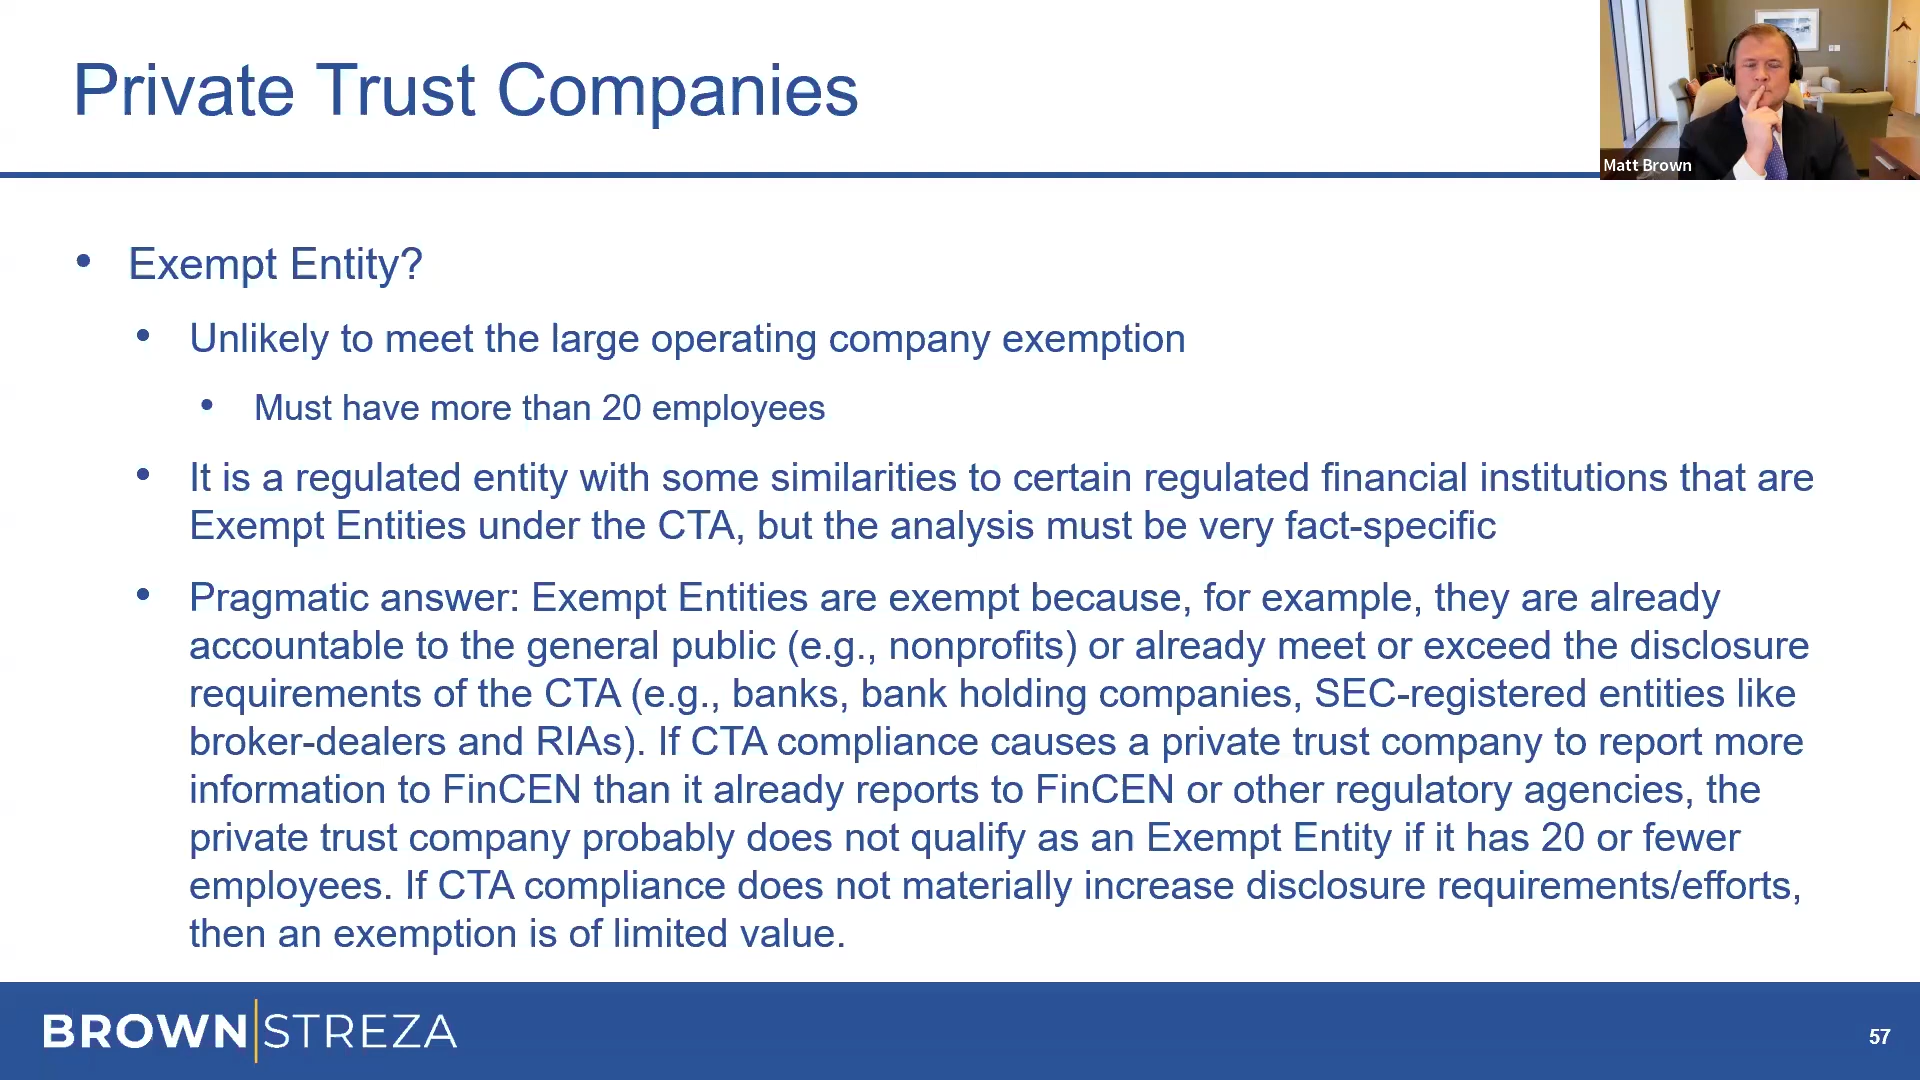 Private Trust Companies
Matt Brown
• Exempt Entity?
• Unlikely to meet the large operating company exemption
• Must have more than 20 employees
• It is a regulated entity with some similarities to certain regulated financial institutions that are
Exempt Entities under the CTA, but the analysis must be very fact-specific
• Pragmatic answer: Exempt Entities are exempt because, for example, they are already
accountable to the general public (e.g., nonprofits) or already meet or exceed the disclosure
requirements of the CTA (e.g., banks, bank holding companies, SEC-registered entities like
broker-dealers and RIAs). If CTA compliance causes a private trust company to report more
information to FinCEN than it already reports to FinCEN or other regulatory agencies, the
private trust company probably does not qualify as an Exempt Entity if it has 20 or fewer
employees. If CTA compliance does not materially increase disclosure requirements/efforts,
then an exemption is of limited value.
BROWN|STREZA
57